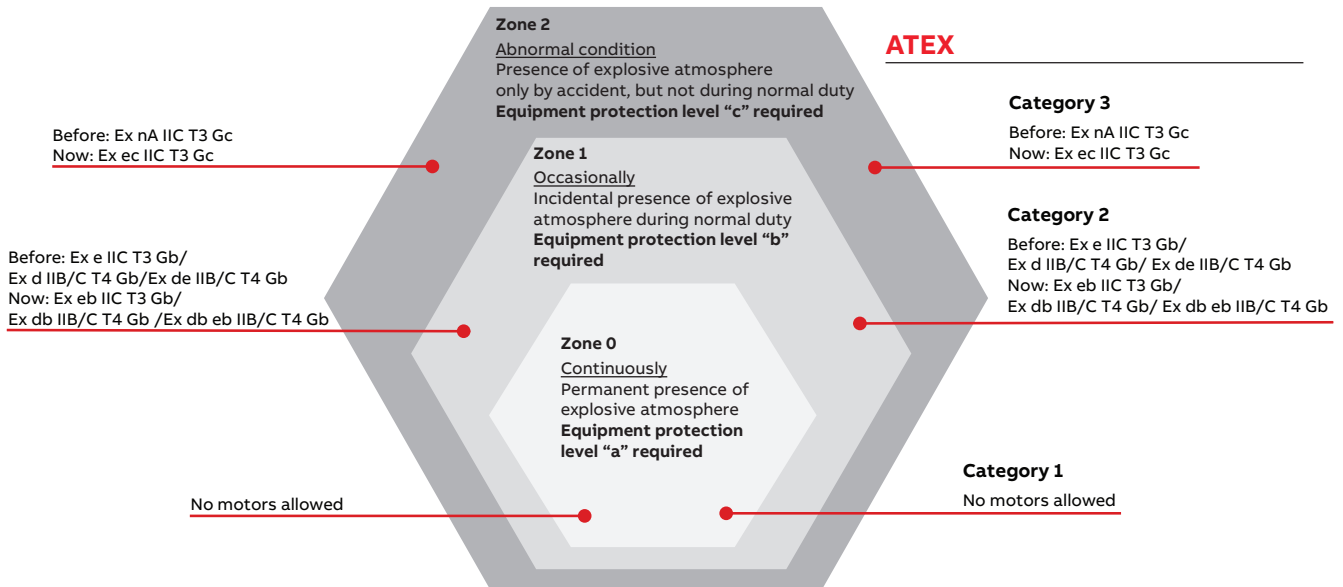 Zone 2
Abnormal condition
Presence of explosive atmosphere
only by accident, but not during normal duty
Equipment protection level “c” required
ATEX
Before: Ex nA IIC T3 Gc
Now: Ex ec IIC T3 Gc
Category 3
Before: Ex nA IIC T3 Gc
Now: Ex ec IIC T3 Gc
Zone 1
Occasionally
Incidental presence of explosive
atmosphere during normal duty
Equipment protection level “b”
required
Before: Ex e IIC T3 Gb/
Ex d IIB/C T4 Gb/Ex de IIB/C T4 Gb
Now: Ex eb IIC T3 Gb/
Ex db IIB/C T4 Gb /Ex db eb IIB/C T4 Gb
Category 2
Before: Ex e IIC T3 Gb/
Ex d IIB/C T4 Gb/ Ex de IIB/C T4 Gb
Now: Ex eb IIC T3 Gb/
Ex db IIB/C T4 Gb/ Ex db eb IIB/C T4 Gb
Zone 0
Continuously
Permanent presence of
explosive atmosphere
Equipment protection
level “a” required
No motors allowed
Category 1
No motors allowed